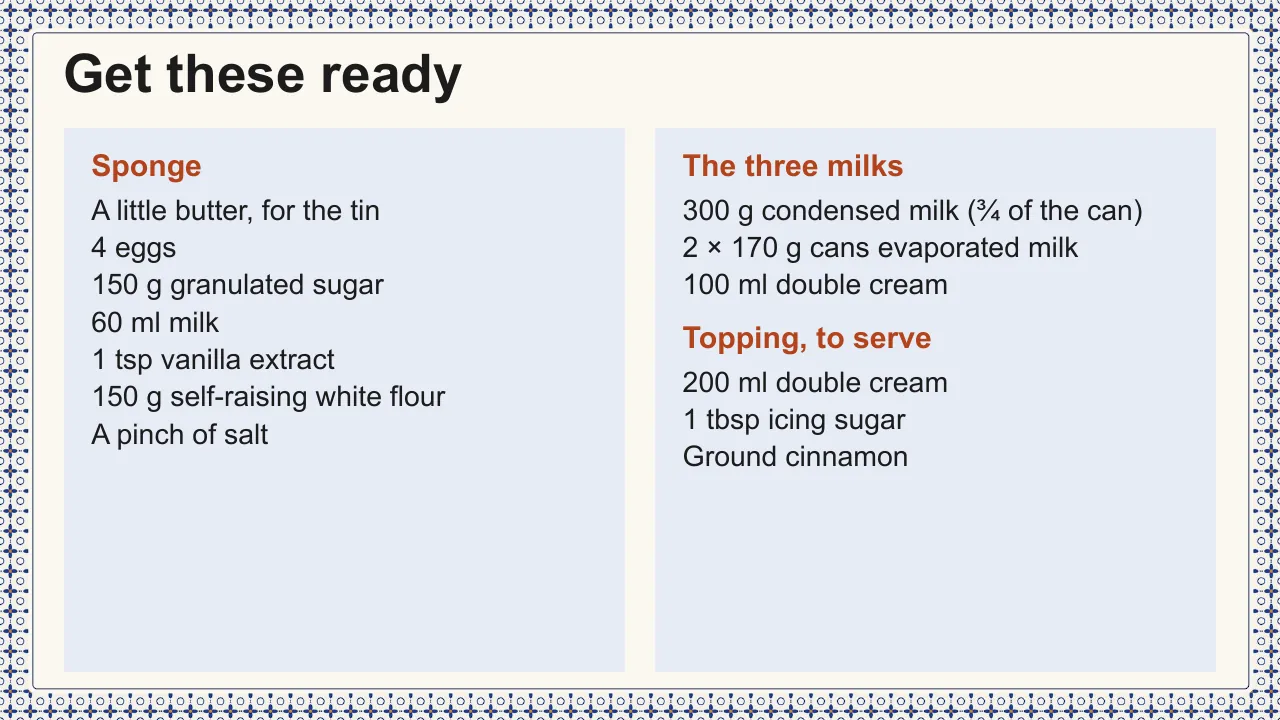 Get these ready
Sponge
A little butter, for the tin
4 eggs
150 g granulated sugar
60 ml milk
1 tsp vanilla extract
150 g self-raising white flour
A pinch of salt
The three milks
300 g condensed milk (¾ of the can)
2 × 170 g cans evaporated milk
100 ml double cream
Topping, to serve
200 ml double cream
1 tbsp icing sugar
Ground cinnamon